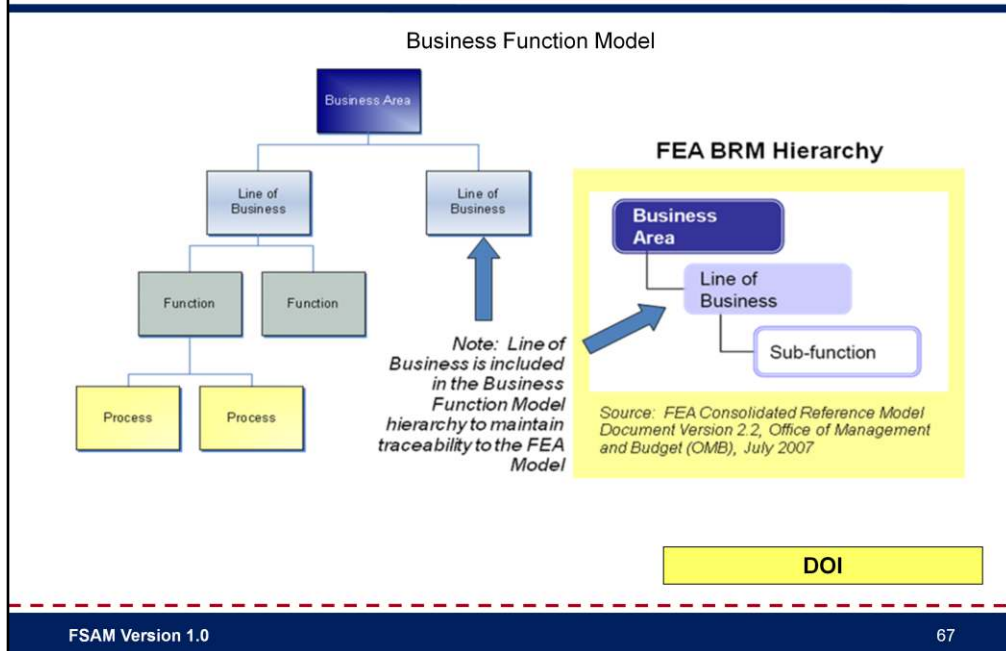 Business Function Model
Business Area
Line of
Business
Line of
Business
Function
Function
Process
Process
Note: Line of
Business is included
in the Business
Function Model
hierarchy to maintain
traceability to the FEA
Model
FEA BRM Hierarchy
Business
Area
Line of
Business
Sub-function
Source: FEA Consolidated Reference Model
Document Version 2.2, Office of Management
and Budget (OMB), July 2007
DOI
FSAM Version 1.0
67